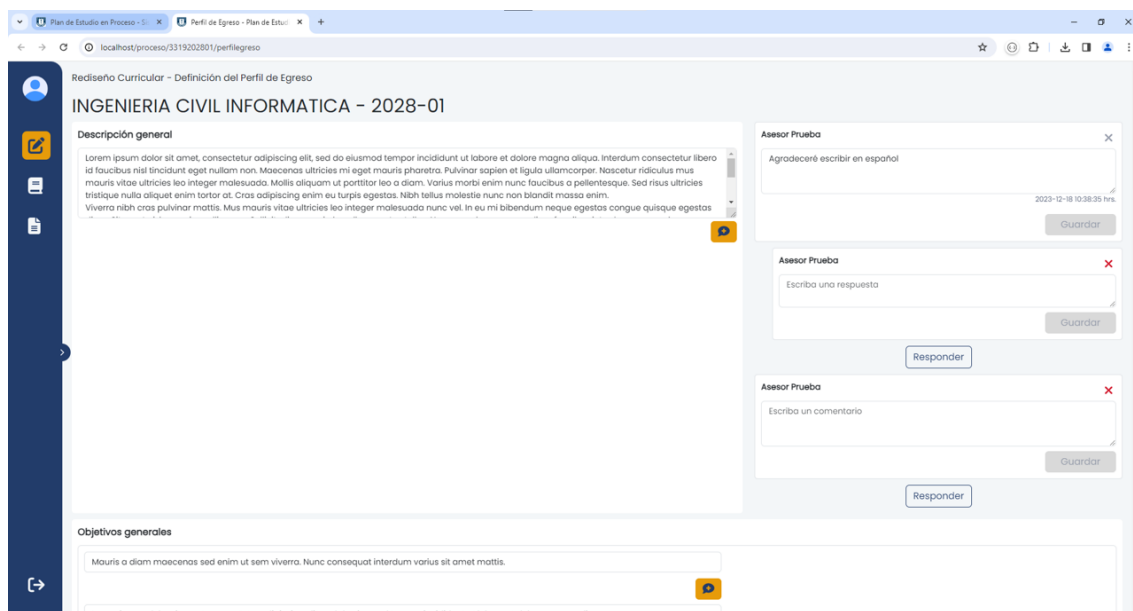 Plan de Estudio en Proceso - Si
Perfil de Egreso - Plan de Estud
localhost/proceso/3319202801/perfilegreso
Rediseño Curricular - Definición del Perfil de Egreso
INGENIERIA CIVIL INFORMATICA - 2028-01
Descripción general
Lorem ipsum dolor sit amet, consectetur adipiscing elit, sed do eiusmod tempor incididunt ut labore et dolore magna aliqua. Interdum consectetur libero
id faucibus nisl tincidunt eget nullam non. Maecenas ultricies mi eget mauris pharetra. Pulvinar sapien et ligula ullamcorper. Nascetur ridiculus mus
mauris vitae ultricies leo integer malesuada. Mollis aliquam ut porttitor leo a diam. Varius morbi enim nunc faucibus a pellentesque. Sed risus ultricies
tristique nulla aliquet enim tortor at. Cras adipiscing enim eu turpis egestas. Nibh tellus molestie nunc non blandit massa enim.
Viverra nibh cras pulvinar mattis. Mus mauris vitae ultricies leo integer malesuada nunc vel. In eu mi bibendum neque egestas congue quisque egestas
Asesor Prueba
Agradeceré escribir en español
2023-12-18 10:38:35 hrs.
Guardar
Asesor Prueba
Escriba una respuesta
Guardar
Responder
Asesor Prueba
Escriba un comentario
Guardar
Responder
Objetivos generales
Mauris a diam maecenas sed enim ut sem viverra. Nunc consequat interdum varius sit amet mattis.